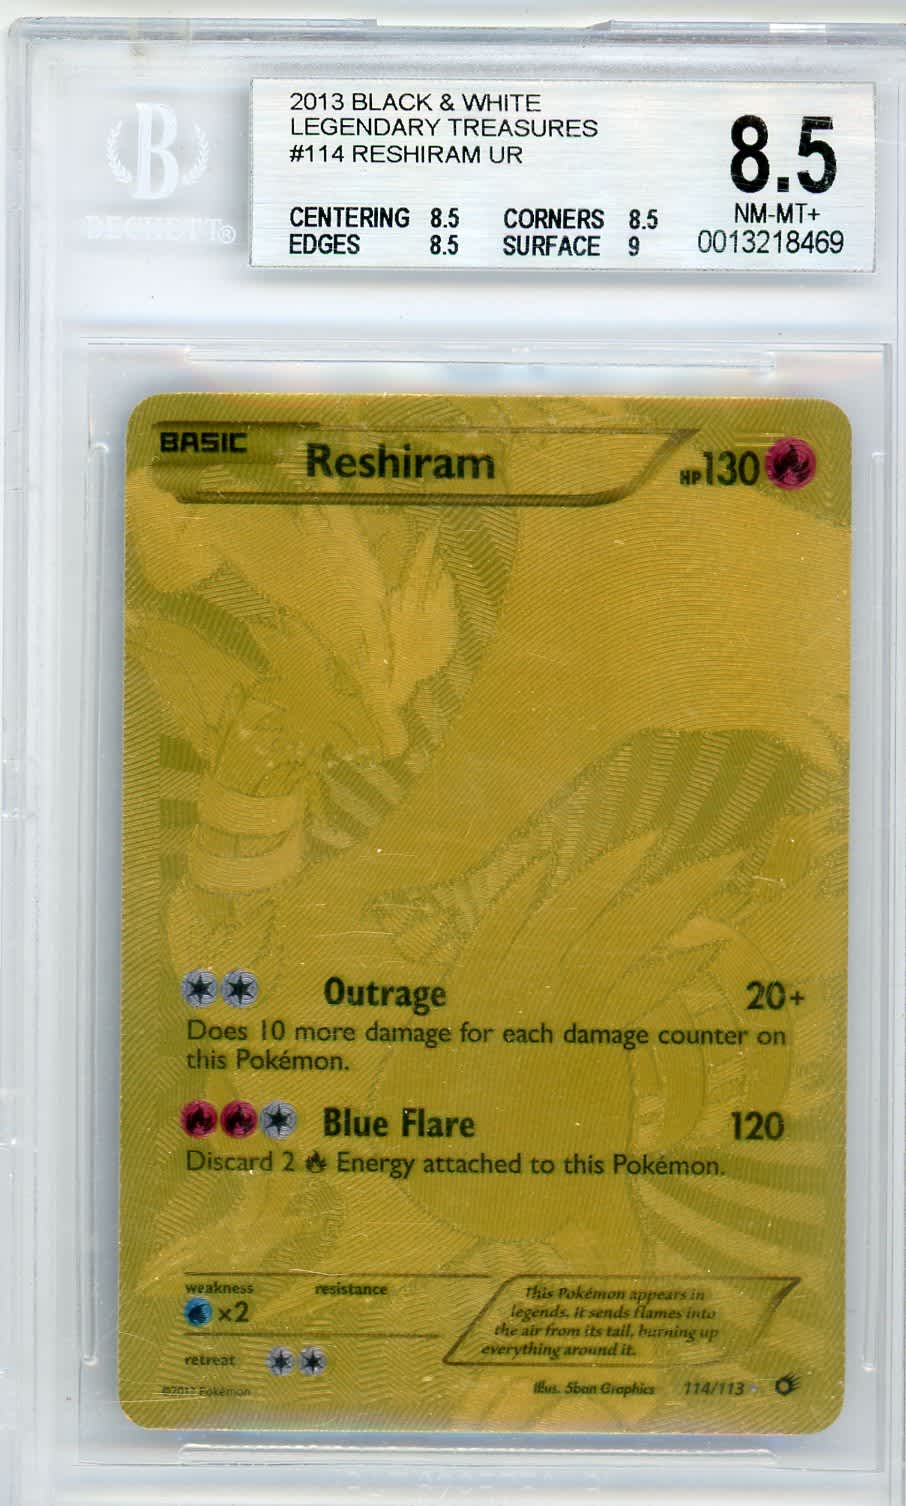 2013 BLACK & WHITE
LEGENDARY TREASURES
#114 RESHIRAM UR
8.5
NM-MT+
0013218469
CENTERING 8.5 CORNERS 8.5
EDGES 8.5 SURFACE 9
B
BECKETT®
BASIC
Reshiram
HP130
Outrage 20+
Does 10 more damage for each damage counter on
this Pokémon.
Blue Flare 120
Discard 2 Energy attached to this Pokémon.
weakness resistance
×2
retreat
This Pokémon appears in
legends. It sends flames into
the air from its tail, burning up
everything around it.
©2013 Pokémon
Illus. 5ban Graphics 114/113